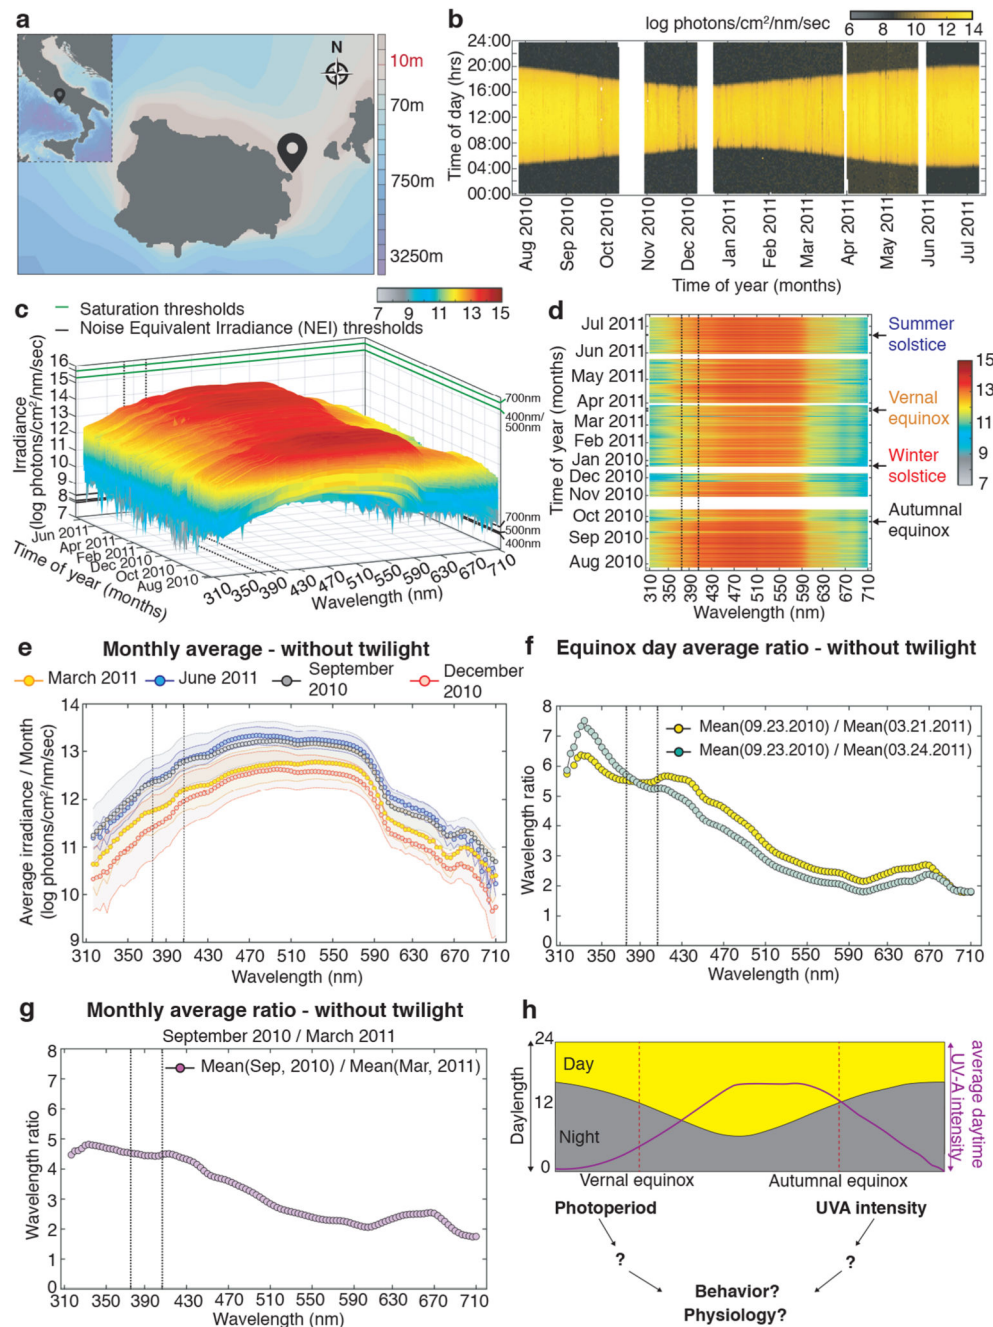 a
N
10m
70m
750m
3250m
b
log photons/cm²/nm/sec
6 8 10 12 14
Time of day (hrs)
24:00
20:00
16:00
12:00
08:00
04:00
00:00
Aug 2010
Sep 2010
Oct 2010
Nov 2010
Dec 2010
Jan 2011
Feb 2011
Mar 2011
Apr 2011
May 2011
Jun 2011
Jul 2011
Time of year (months)
c
Saturation thresholds
Noise Equivalent Irradiance (NEI) thresholds
7 9 11 13 15
Irradiance
(log photons/cm²/nm/sec)
16
15
14
13
12
11
10
9
8
7
700nm
400nm/
500nm
700nm
500nm
400nm
Jun 2011
Apr 2011
Feb 2011
Dec 2010
Oct 2010
Aug 2010
Time of year (months)
310 350 390 430 470 510 550 590 630 670 710
Wavelength (nm)
d
Time of year (months)
Jul 2011
Jun 2011
May 2011
Apr 2011
Mar 2011
Feb 2011
Jan 2010
Dec 2010
Nov 2010
Oct 2010
Sep 2010
Aug 2010
310 350 390 430 470 510 550 590 630 670 710
Wavelength (nm)
Summer
solstice
Vernal
equinox
Winter
solstice
Autumnal
equinox
15
13
11
9
7
e
Monthly average - without twilight
March 2011 June 2011 September
2010
December
2010
Average irradiance / Month
(log photons/cm²/nm/sec)
14
13
12
11
10
9
310 350 390 430 470 510 550 590 630 670 710
Wavelength (nm)
f
Equinox day average ratio - without twilight
Mean(09.23.2010) / Mean(03.21.2011)
Mean(09.23.2010) / Mean(03.24.2011)
Wavelength ratio
8
7
6
5
4
3
2
1
0
310 350 390 430 470 510 550 590 630 670 710
Wavelength (nm)
g
Monthly average ratio - without twilight
September 2010 / March 2011
Mean(Sep, 2010) / Mean(Mar, 2011)
Wavelength ratio
8
7
6
5
4
3
2
1
0
310 350 390 430 470 510 550 590 630 670 710
Wavelength (nm)
h
Daylength
24
12
0
Day
Night
average daytime
UV-A intensity
Vernal equinox
Autumnal equinox
Photoperiod
UVA intensity
?
?
Behavior?
Physiology?